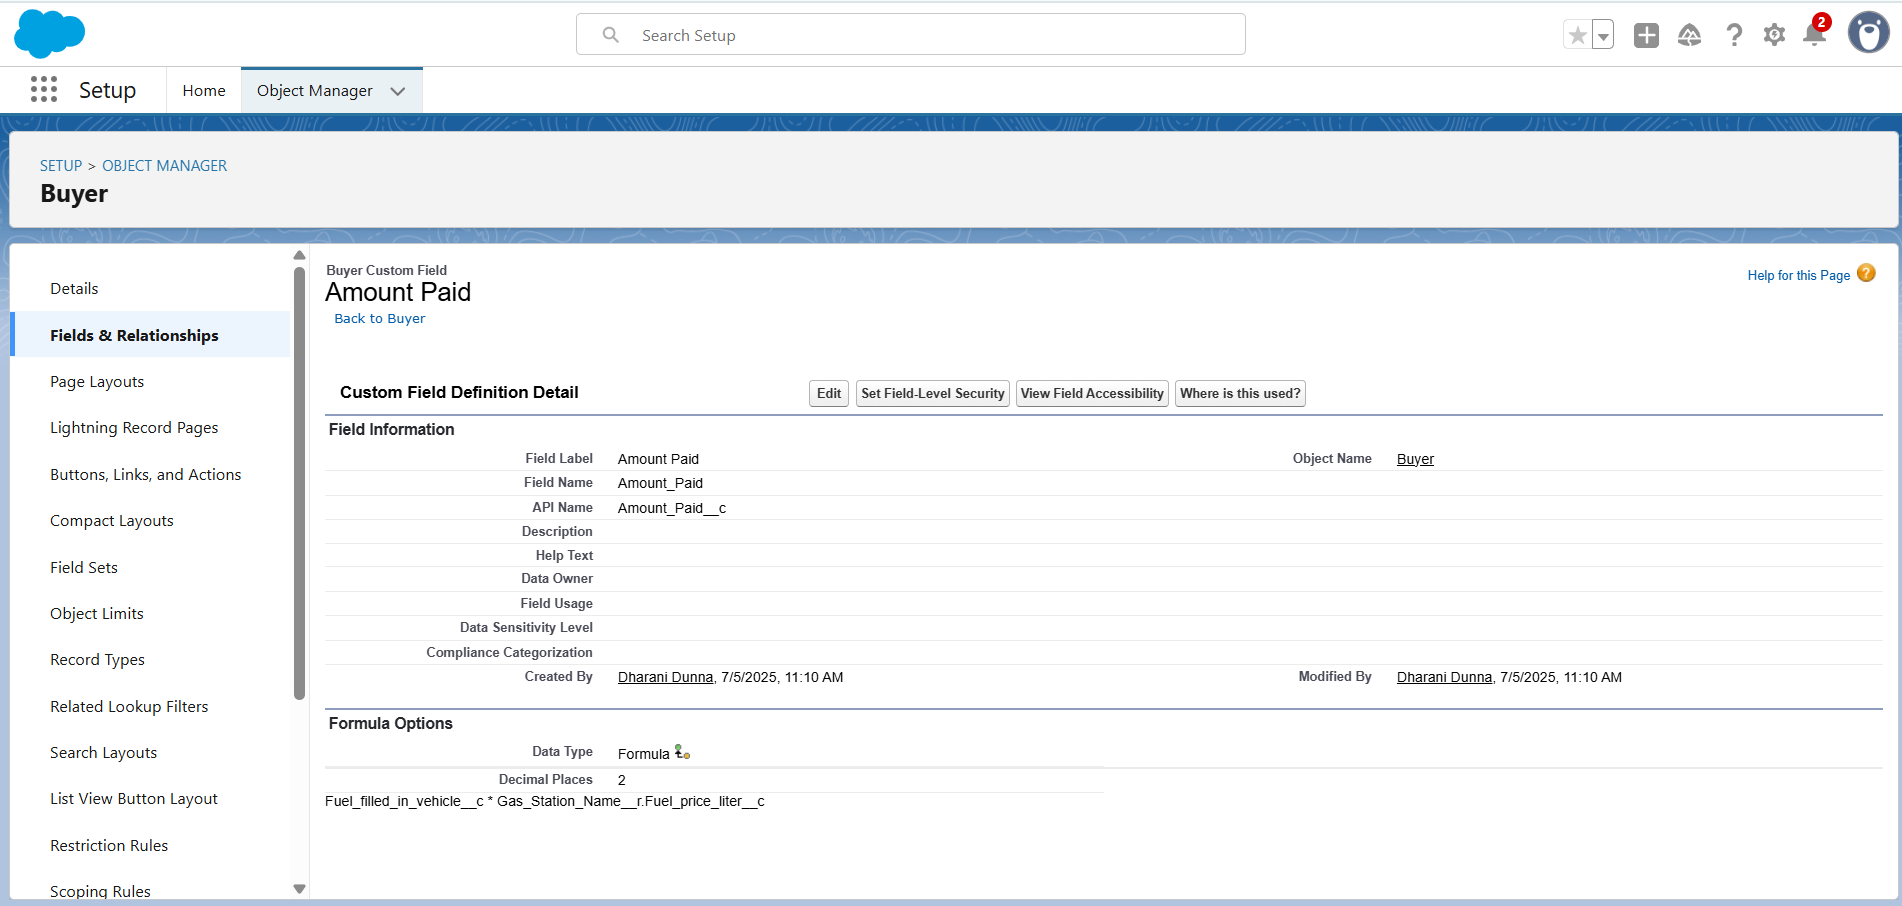 Search Setup
2
Setup
Home
Object Manager
SETUP > OBJECT MANAGER
Buyer
Details
Fields & Relationships
Page Layouts
Lightning Record Pages
Buttons, Links, and Actions
Compact Layouts
Field Sets
Object Limits
Record Types
Related Lookup Filters
Search Layouts
List View Button Layout
Restriction Rules
Scoping Rules
Buyer Custom Field
Amount Paid
Back to Buyer
Help for this Page ?
Custom Field Definition Detail
Edit
Set Field-Level Security
View Field Accessibility
Where is this used?
Field Information
Field Label Amount Paid Object Name Buyer
Field Name Amount_Paid
API Name Amount_Paid__c
Description
Help Text
Data Owner
Field Usage
Data Sensitivity Level
Compliance Categorization
Created By Dharani Dunna, 7/5/2025, 11:10 AM Modified By Dharani Dunna, 7/5/2025, 11:10 AM
Formula Options
Data Type Formula
Decimal Places 2
Fuel_filled_in_vehicle__c * Gas_Station_Name__r.Fuel_price_liter__c